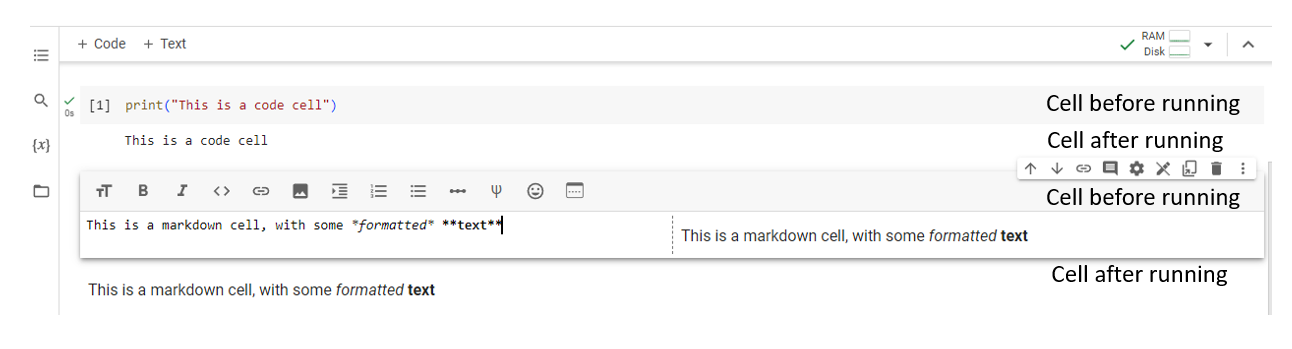 + Code + Text
RAM
Disk
[1] print("This is a code cell") Cell before running
0s
{x} This is a code cell Cell after running
TT B I <> Ψ Cell before running
This is a markdown cell, with some *formatted* **text**
This is a markdown cell, with some formatted text
Cell after running
This is a markdown cell, with some formatted text